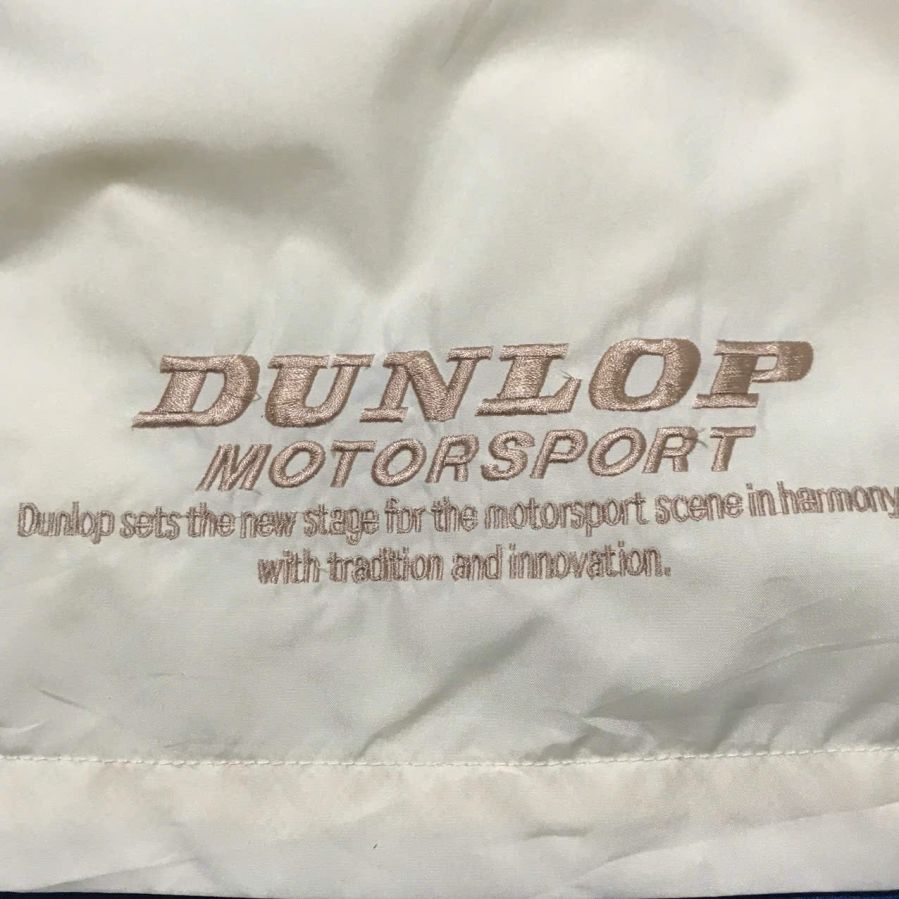 DUNLOP
MOTORSPORT
Dunlop sets the new stage for the motorsport scene in harmony
with tradition and innovation.